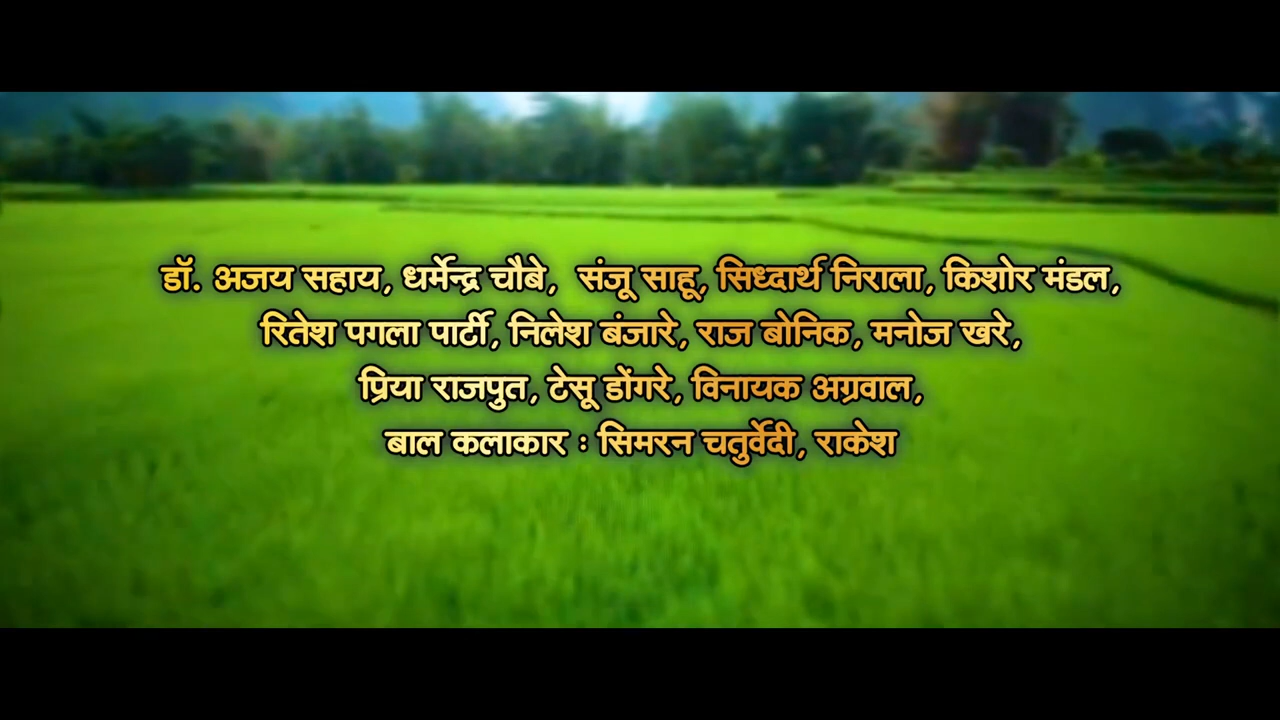 डॉ. अजय सहाय, धर्मेन्द्र चौबे,  संजू साहू, सिध्दार्थ निराला, किशोर मंडल,
रितेश पगला पार्टी, निलेश बंजारे, राज बोनिक, मनोज खरे,
प्रिया राजपुत, टेसू डोंगरे, विनायक अग्रवाल,
बाल कलाकार : सिमरन चतुर्वेदी, राकेश